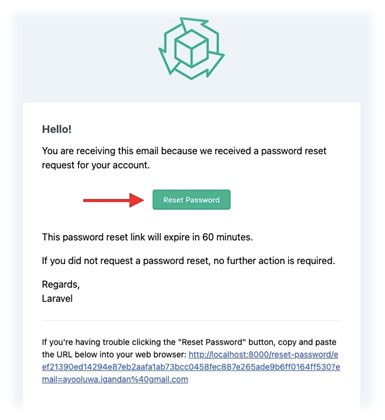 Hello!
You are receiving this email because we received a password reset
request for your account.
Reset Password
This password reset link will expire in 60 minutes.
If you did not request a password reset, no further action is required.
Regards,
Laravel
If you're having trouble clicking the "Reset Password" button, copy and paste
the URL below into your web browser: http://localhost:8000/reset-password/e
ef21390ed14294e87eb2aafa1ab73bcc0458fec887e265ade9b6ff0164ff530?e
mail=ayooluwa.igandan%40gmail.com